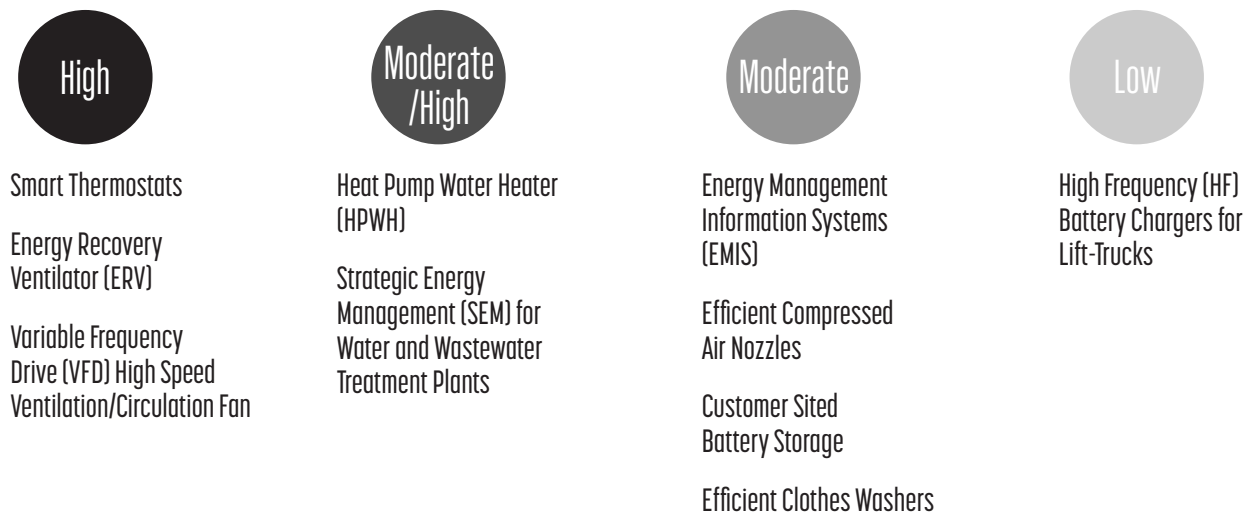 High
Smart Thermostats
Energy Recovery
Ventilator (ERV)
Variable Frequency
Drive (VFD) High Speed
Ventilation/Circulation Fan
Moderate
/High
Heat Pump Water Heater
(HPWH)
Strategic Energy
Management (SEM) for
Water and Wastewater
Treatment Plants
Moderate
Energy Management
Information Systems
(EMIS)
Efficient Compressed
Air Nozzles
Customer Sited
Battery Storage
Efficient Clothes Washers
Low
High Frequency (HF)
Battery Chargers for
Lift-Trucks